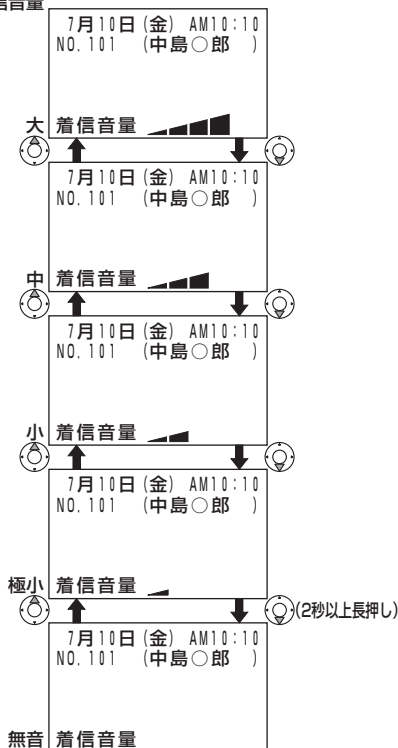 音量
7月10日(金) AM10:10
NO.101 (中島○郎 )
大 着信音量
7月10日(金) AM10:10
NO.101 (中島○郎 )
中 着信音量
7月10日(金) AM10:10
NO.101 (中島○郎 )
小 着信音量
7月10日(金) AM10:10
NO.101 (中島○郎 )
極小 着信音量
(2秒以上長押し)
7月10日(金) AM10:10
NO.101 (中島○郎 )
無音 着信音量